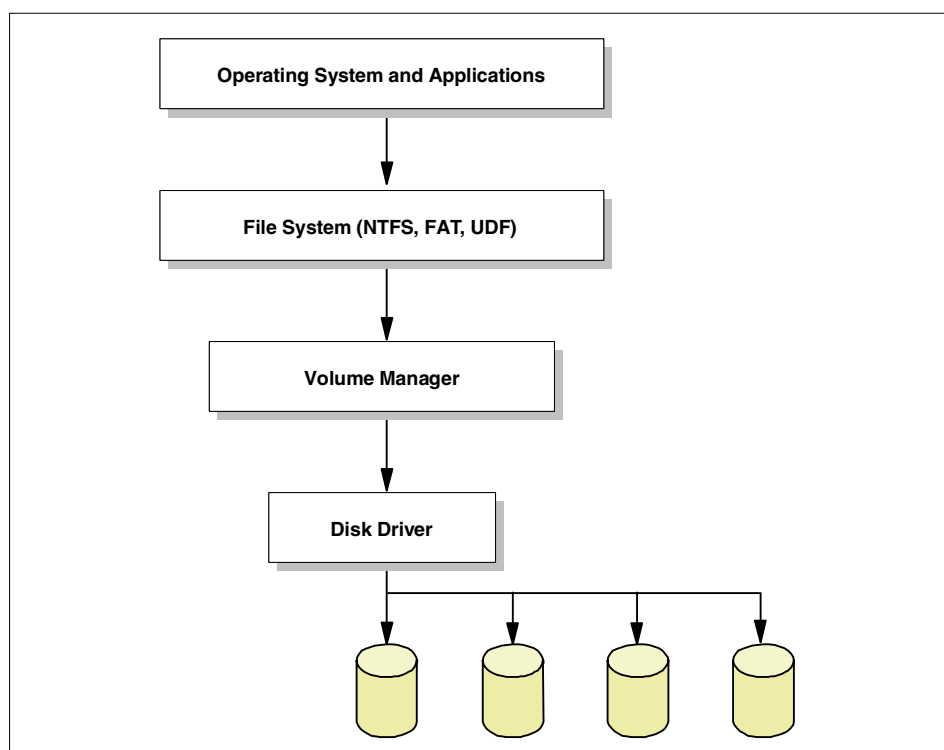 Operating System and Applications
File System (NTFS, FAT, UDF)
Volume Manager
Disk Driver